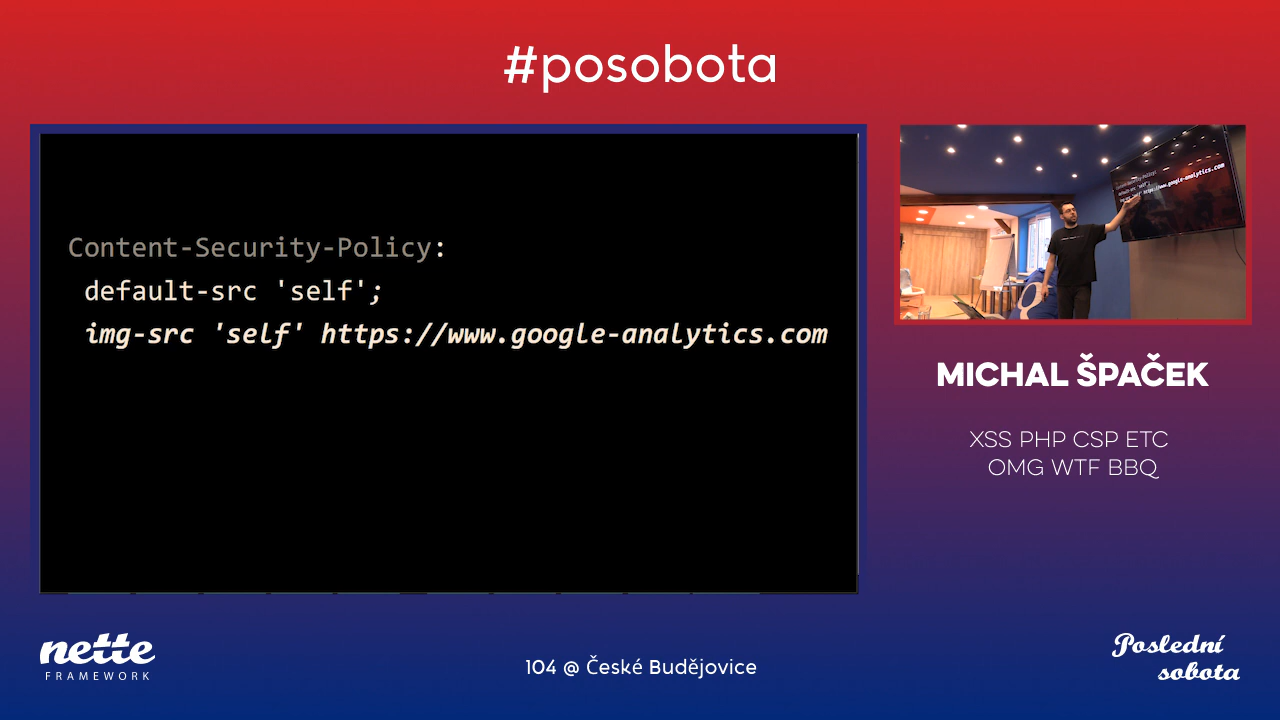 #posobota
Content-Security-Policy:
default-src 'self';
img-src 'self' https://www.google-analytics.com
MICHAL ŠPAČEK
XSS PHP CSP ETC
OMG WTF BBQ
nette
FRAMEWORK
104 @ České Budějovice
Poslední
sobota